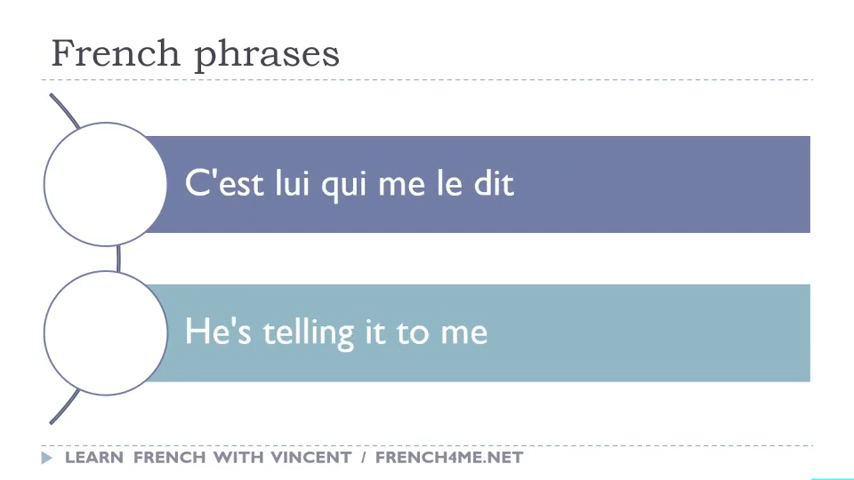 French phrases
C'est lui qui me le dit
He's telling it to me
LEARN FRENCH WITH VINCENT / FRENCH4ME.NET